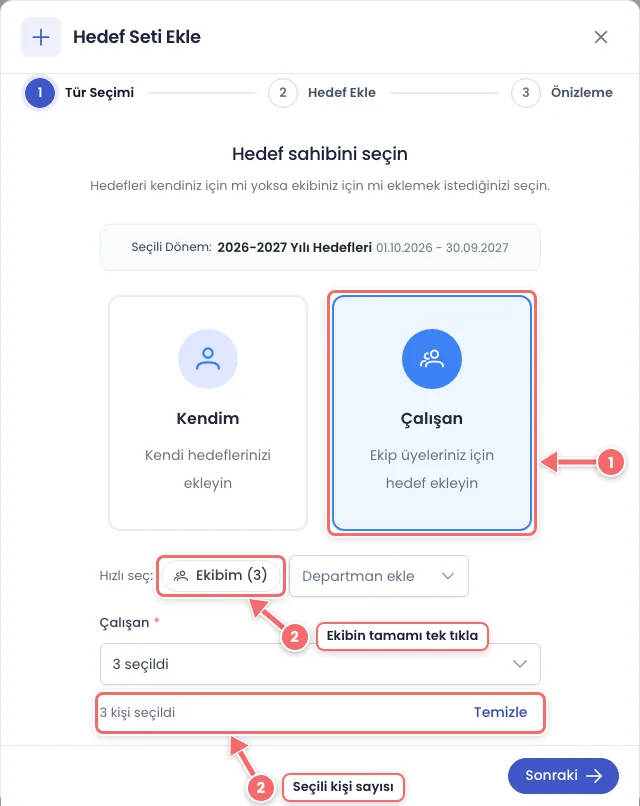 Hedef Seti Ekle
1 Tür Seçimi 2 Hedef Ekle 3 Önizleme
Hedef sahibini seçin
Hedefleri kendiniz için mi yoksa ekibiniz için mi eklemek istediğinizi seçin.
Seçili Dönem: 2026-2027 Yılı Hedefleri 01.10.2026 - 30.09.2027
Kendim
Kendi hedeflerinizi
ekleyin
Çalışan
Ekip üyeleriniz için
hedef ekleyin
1
Hızlı seç: Ekibim (3) Departman ekle
Çalışan *
2 Ekibin tamamı tek tıkla
3 seçildi
3 kişi seçildi Temizle
2 Seçili kişi sayısı
Sonraki →